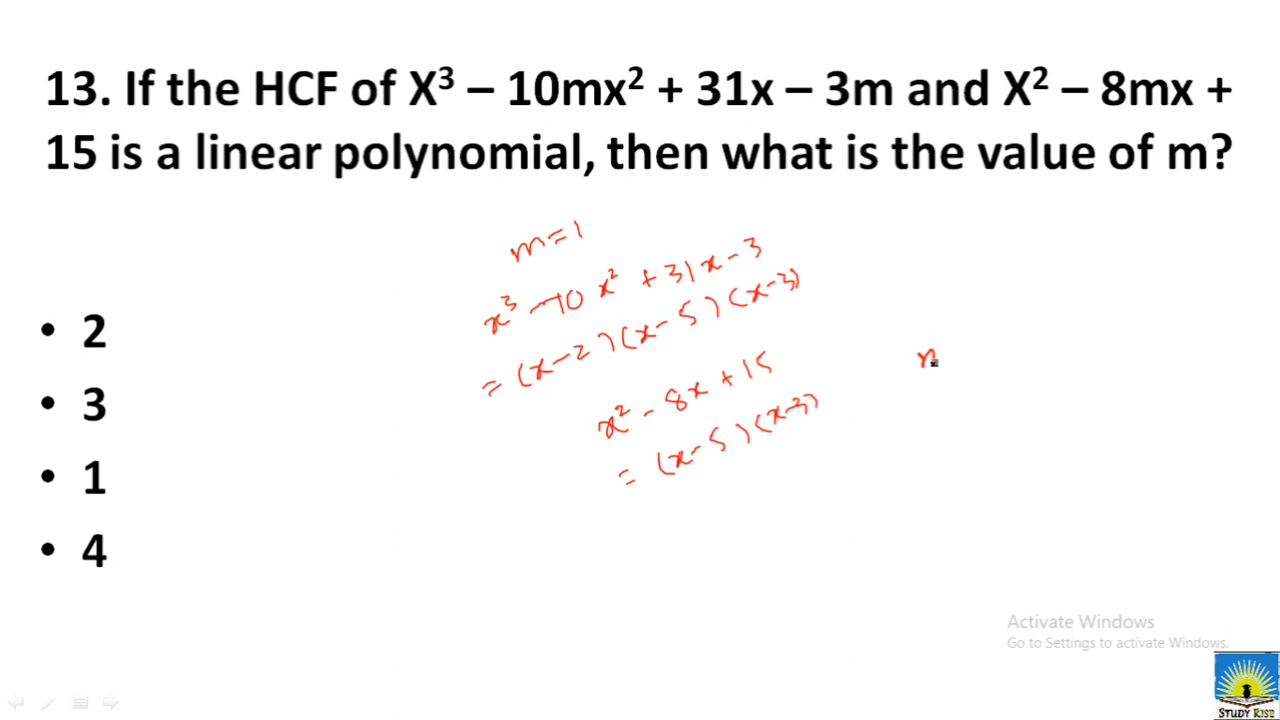 13. If the HCF of X³ – 10mx² + 31x – 3m and X² – 8mx +
15 is a linear polynomial, then what is the value of m?
m=1
x³ -10 x² + 31x - 3
= (x-2)(x-5)(x-3)
x² - 8x + 15
= (x-5)(x-3)
• 2
• 3
• 1
• 4
Activate Windows
Go to Settings to activate Windows.
STUDY RISE